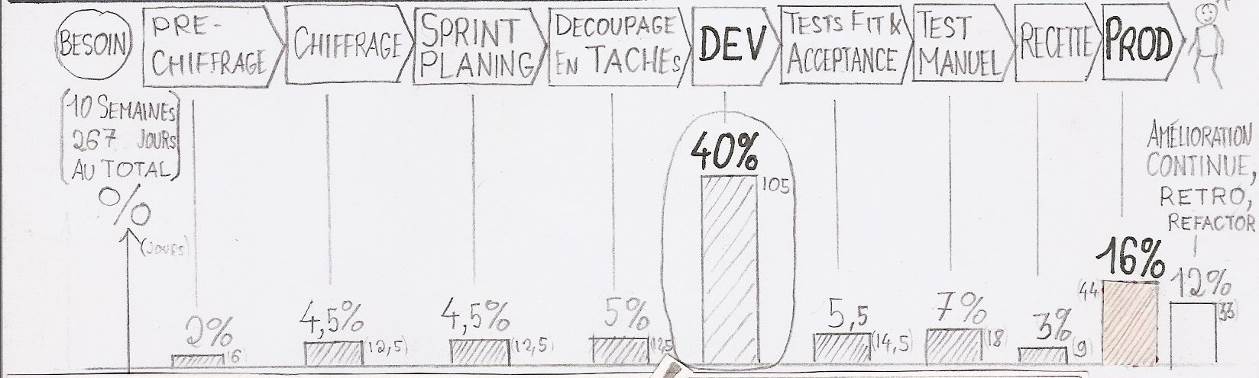 BESOIN
PRE-
CHIFFRAGE
CHIFFRAGE
SPRINT
PLANING
DECOUPAGE
EN TACHES
DEV
TESTS FIT &
ACCEPTANCE
TEST
MANUEL
RECETTE
PROD
10 SEMAINES
267 JOURS
AU TOTAL
%
(JOURS)
2%
6
4,5%
12,5)
4,5%
(12,5)
5%
40%
105
5,5
(14,5)
7%
18
3%
(9)
16%
44
AMÉLIORATION
CONTINUE,
RETRO,
REFACTOR
12%
33